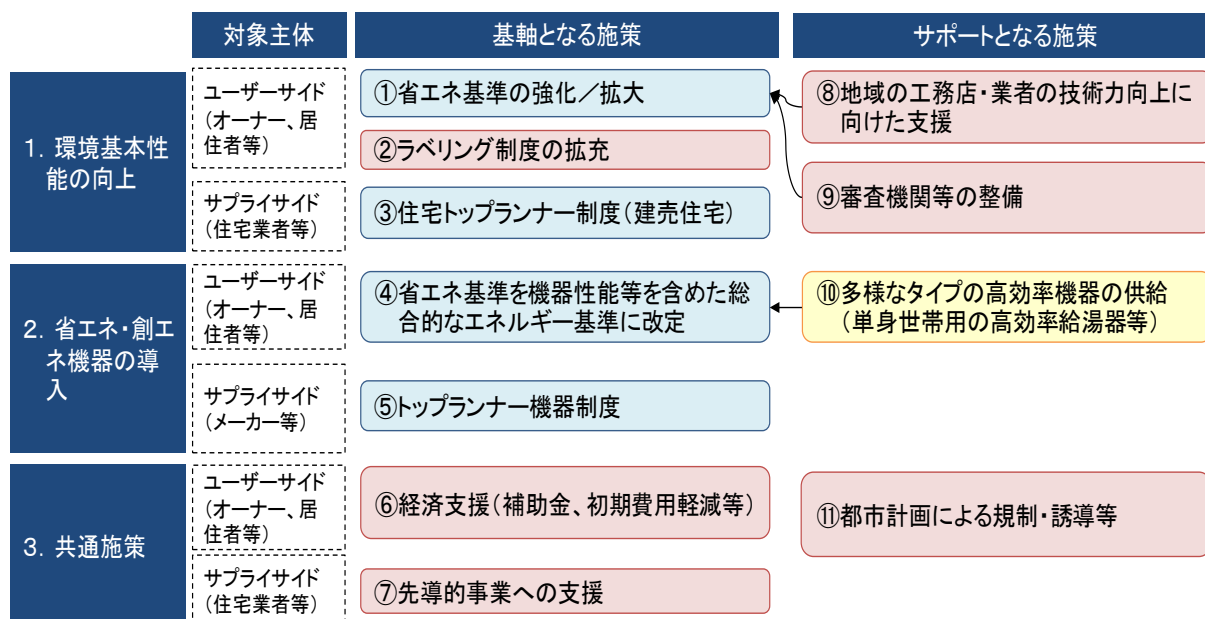 対象主体
基軸となる施策
サポートとなる施策
1. 環境基本性
能の向上
ユーザーサイド
(オーナー、居
住者等)
①省エネ基準の強化／拡大
②ラベリング制度の拡充
⑧地域の工務店・業者の技術力向上に
向けた支援
サプライサイド
(住宅業者等)
③住宅トップランナー制度(建売住宅)
⑨審査機関等の整備
2. 省エネ・創エ
ネ機器の導
入
ユーザーサイド
(オーナー、居
住者等)
④省エネ基準を機器性能等を含めた総
合的なエネルギー基準に改定
⑩多様なタイプの高効率機器の供給
(単身世帯用の高効率給湯器等)
サプライサイド
(メーカー等)
⑤トップランナー機器制度
3. 共通施策
ユーザーサイド
(オーナー、居
住者等)
⑥経済支援(補助金、初期費用軽減等)
⑪都市計画による規制・誘導等
サプライサイド
(住宅業者等)
⑦先導的事業への支援